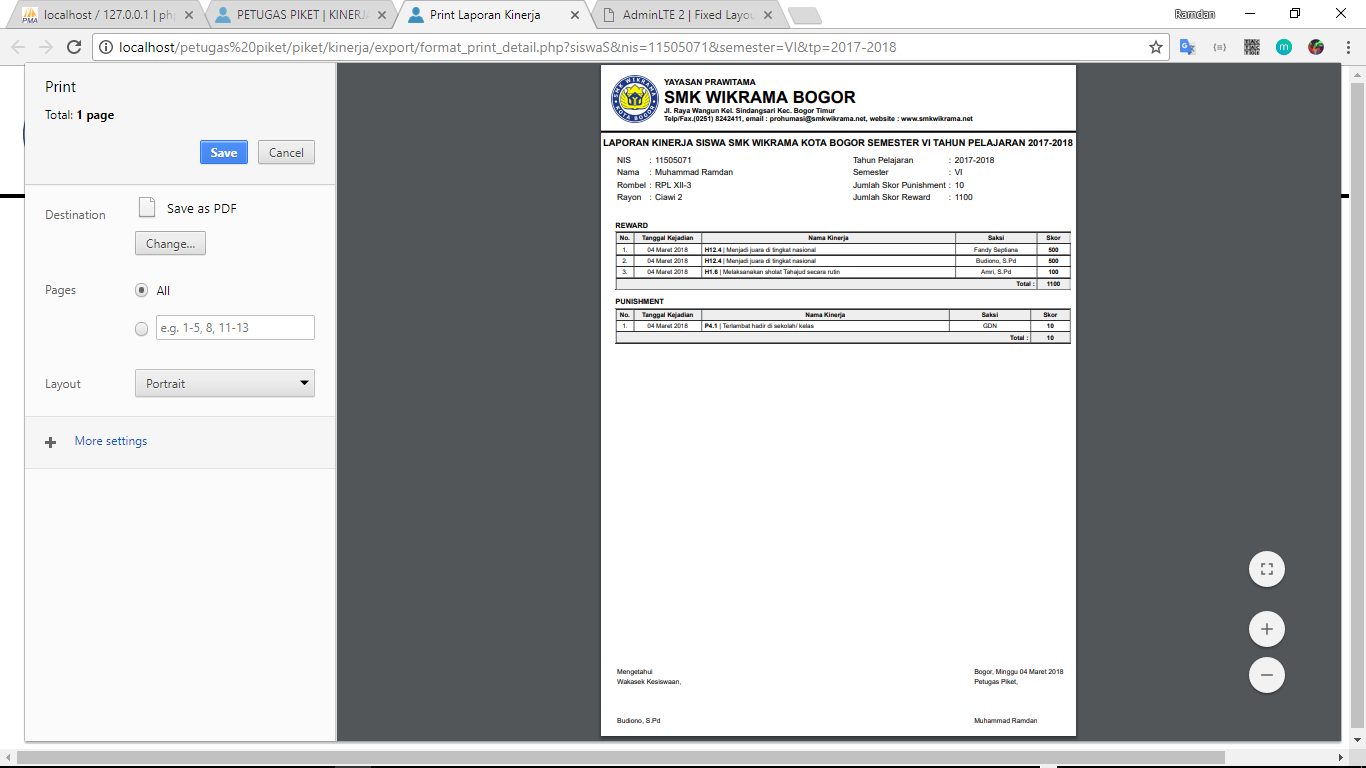 localhost / 127.0.0.1 | ph
PETUGAS PIKET | KINERJ
Print Laporan Kinerja
AdminLTE 2 | Fixed Layou
Ramdan
localhost/petugas%20piket/piket/kinerja/export/format_print_detail.php?siswaS&nis=11505071&semester=VI&tp=2017-2018
Print
Total: 1 page
Save
Cancel
Destination
Save as PDF
Change...
Pages
All
e.g. 1-5, 8, 11-13
Layout
Portrait
More settings
SMK WIKRAMA
KOTA BOGOR
YAYASAN PRAWITAMA
SMK WIKRAMA BOGOR
Jl. Raya Wangun Kel. Sindangsari Kec. Bogor Timur
Telp/Fax.(0251) 8242411, email : prohumasi@smkwikrama.net, website : www.smkwikrama.net
LAPORAN KINERJA SISWA SMK WIKRAMA KOTA BOGOR SEMESTER VI TAHUN PELAJARAN 2017-2018
NIS : 11505071 Tahun Pelajaran : 2017-2018
Nama : Muhammad Ramdan Semester : VI
Rombel : RPL XII-3 Jumlah Skor Punishment : 10
Rayon : Ciawi 2 Jumlah Skor Reward : 1100
REWARD
No. Tanggal Kejadian Nama Kinerja Saksi Skor
1. 04 Maret 2018 H12.4 | Menjadi juara di tingkat nasional Fandy Septiana 500
2. 04 Maret 2018 H12.4 | Menjadi juara di tingkat nasional Budiono, S.Pd 500
3. 04 Maret 2018 H1.6 | Melaksanakan sholat Tahajud secara rutin Amri, S.Pd 100
Total : 1100
PUNISHMENT
No. Tanggal Kejadian Nama Kinerja Saksi Skor
1. 04 Maret 2018 P4.1 | Terlambat hadir di sekolah/ kelas GDN 10
Total : 10
Mengetahui Bogor, Minggu 04 Maret 2018
Wakasek Kesiswaan, Petugas Piket,
Budiono, S.Pd Muhammad Ramdan